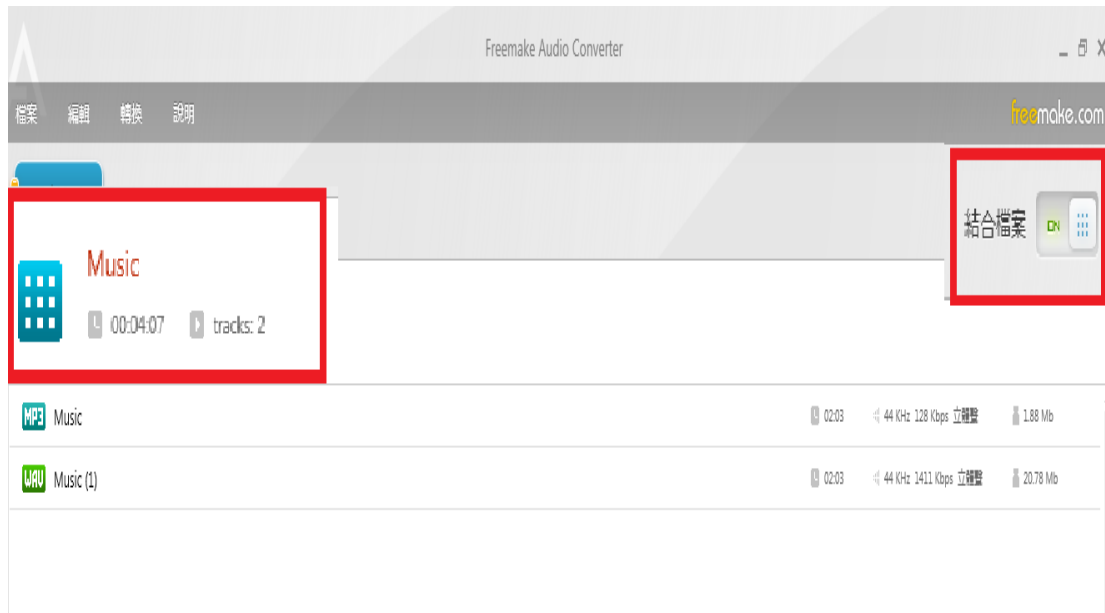 Freemake Audio Converter
檔案 編輯 轉換 說明
freemake.com
結合檔案 ON
Music
00:04:07 tracks: 2
MP3 Music 02:03 44 KHz 128 Kbps 立體聲 1.88 Mb
WAV Music (1) 02:03 44 KHz 1411 Kbps 立體聲 20.78 Mb